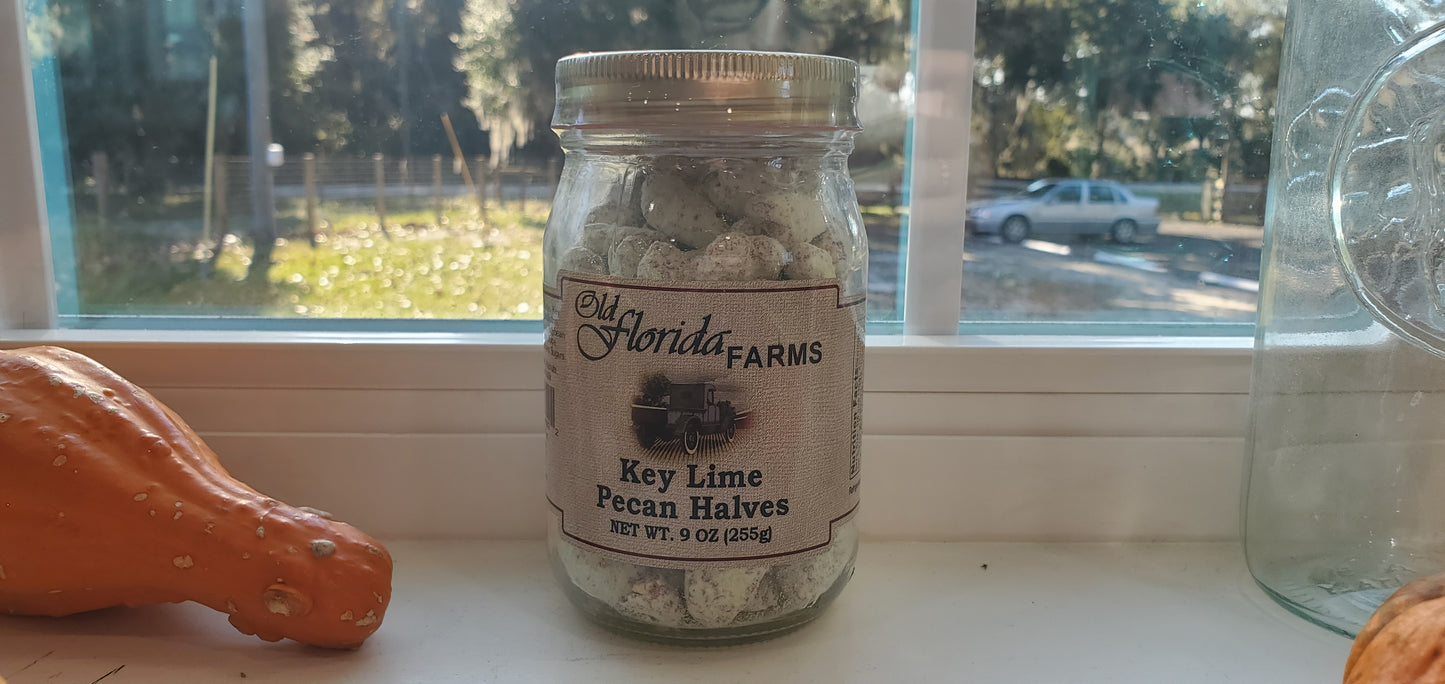 Old
Florida FARMS
Key Lime
Pecan Halves
NET WT. 9 OZ (255g)